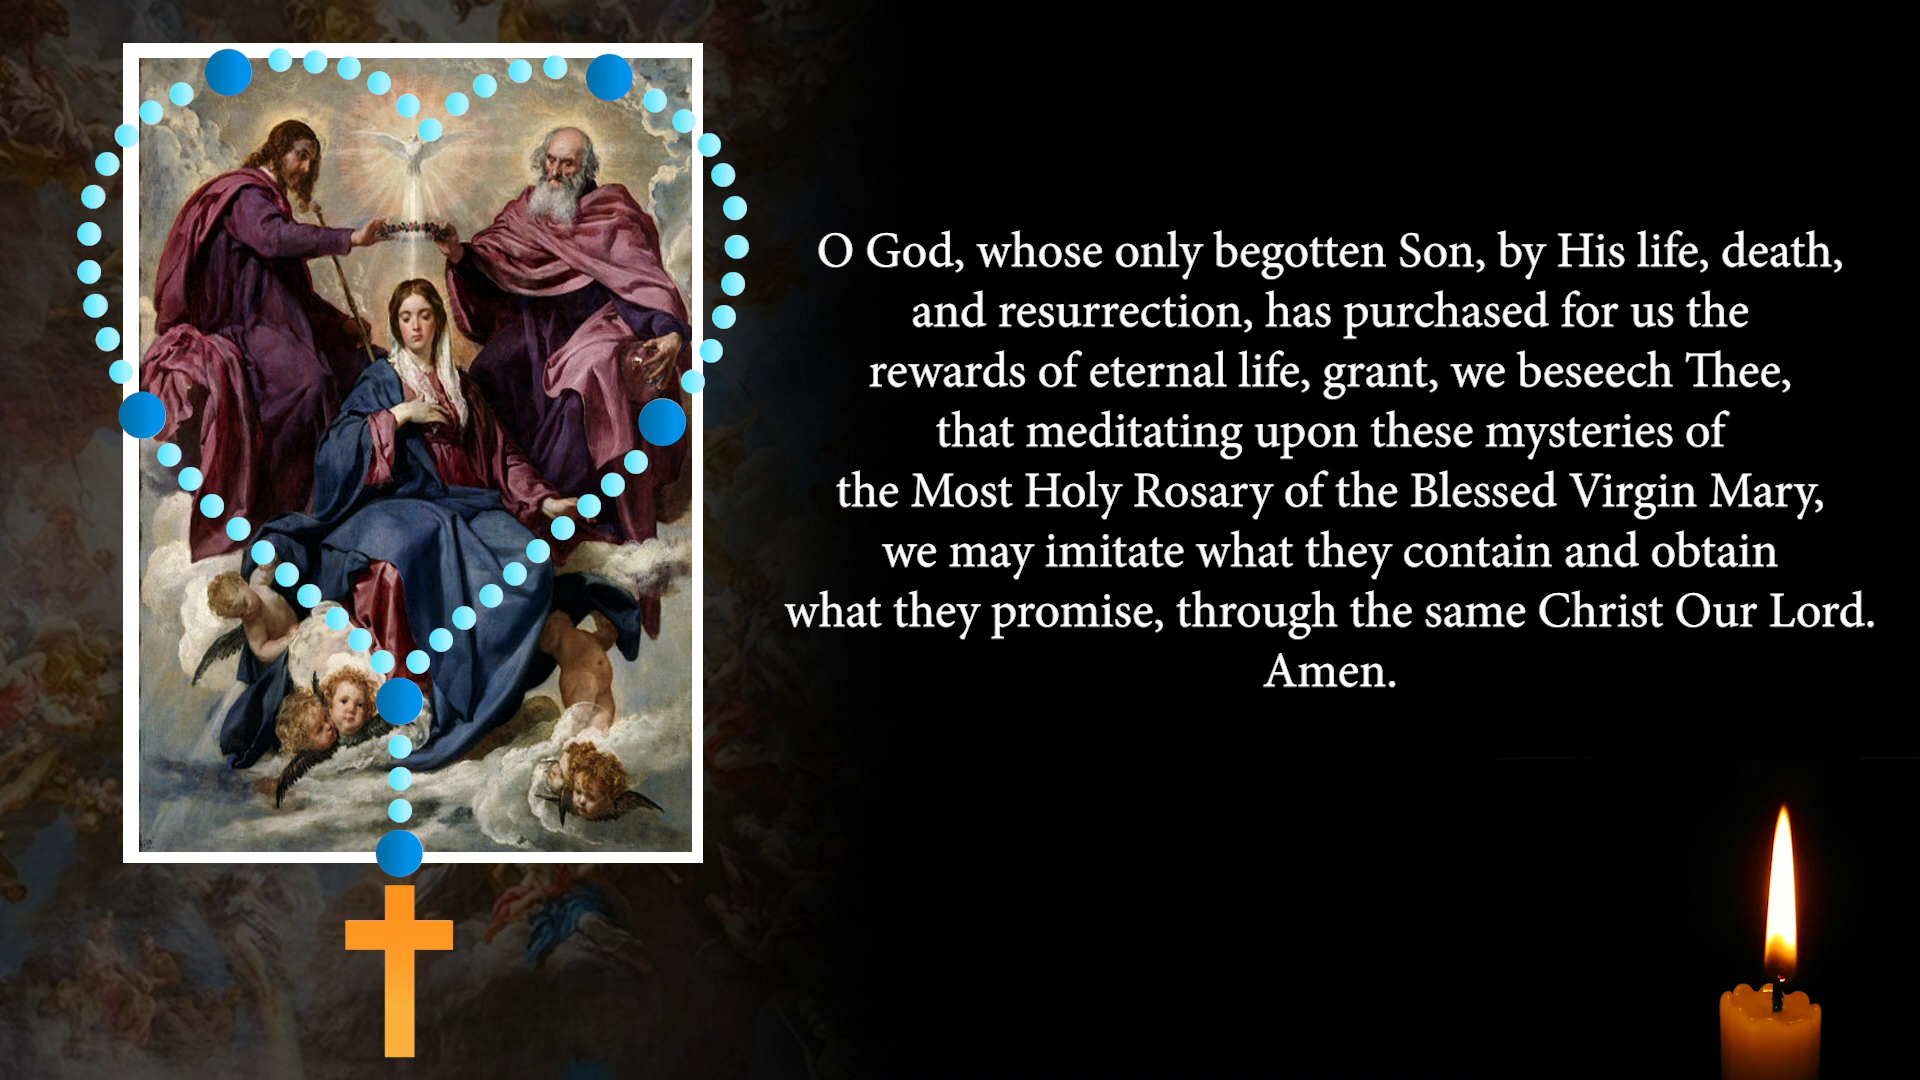 O God, whose only begotten Son, by His life, death,
and resurrection, has purchased for us the
rewards of eternal life, grant, we beseech Thee,
that meditating upon these mysteries of
the Most Holy Rosary of the Blessed Virgin Mary,
we may imitate what they contain and obtain
what they promise, through the same Christ Our Lord.
Amen.